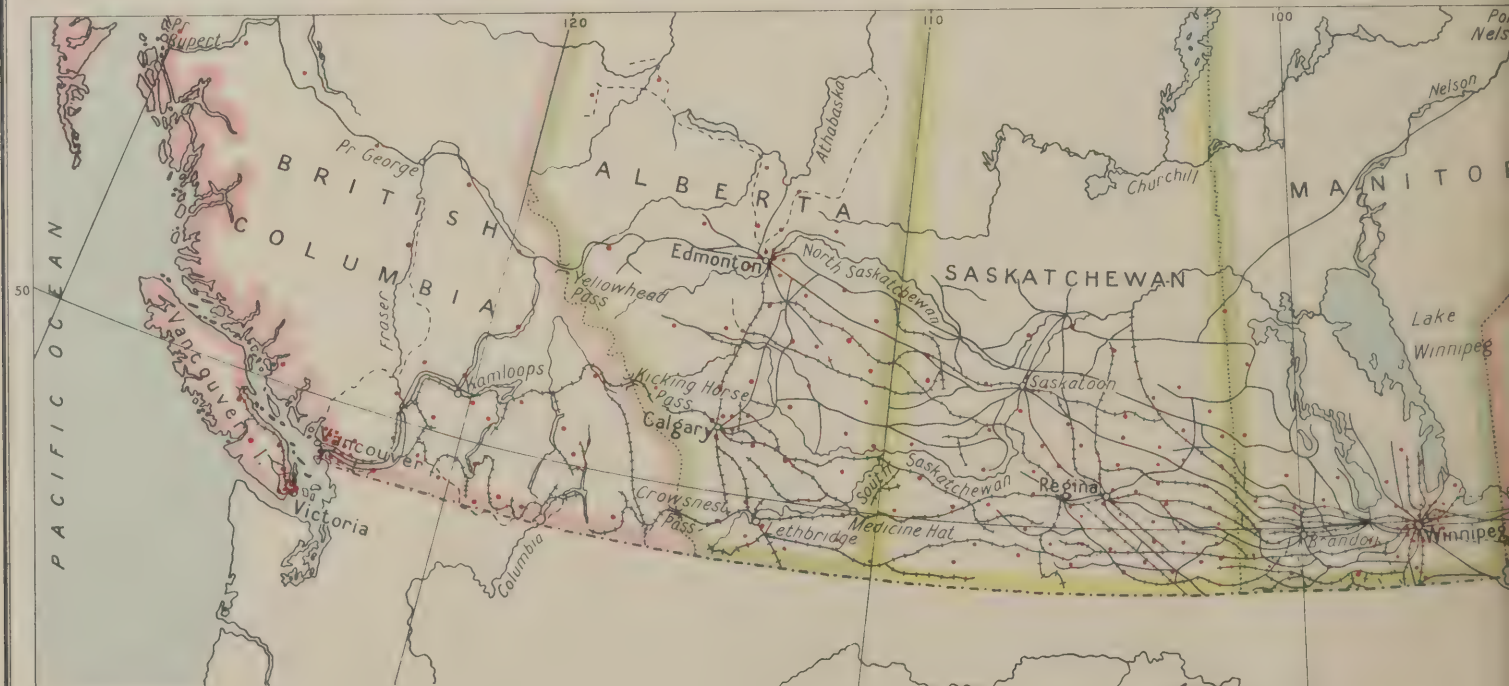 120
110
100
Pr
Rupert
Nelson
Athabaska
Pr George
Churchill
BRITISH
COLUMBIA
ALBERTA
MANITO
Edmonton
North Saskatchewan
SASKATCHEWAN
Yellowhead
Pass
50
PACIFIC OCEAN
Fraser
Lake
Winnipeg
Vancouver I.
Kamloops
Kicking Horse
Pass
Saskatoon
Calgary
Vancouver
South
Saskatchewan
Regina
Victoria
Crowsnest
Pass
Lethbridge
Medicine Hat
Brandon
Winnipeg
Columbia